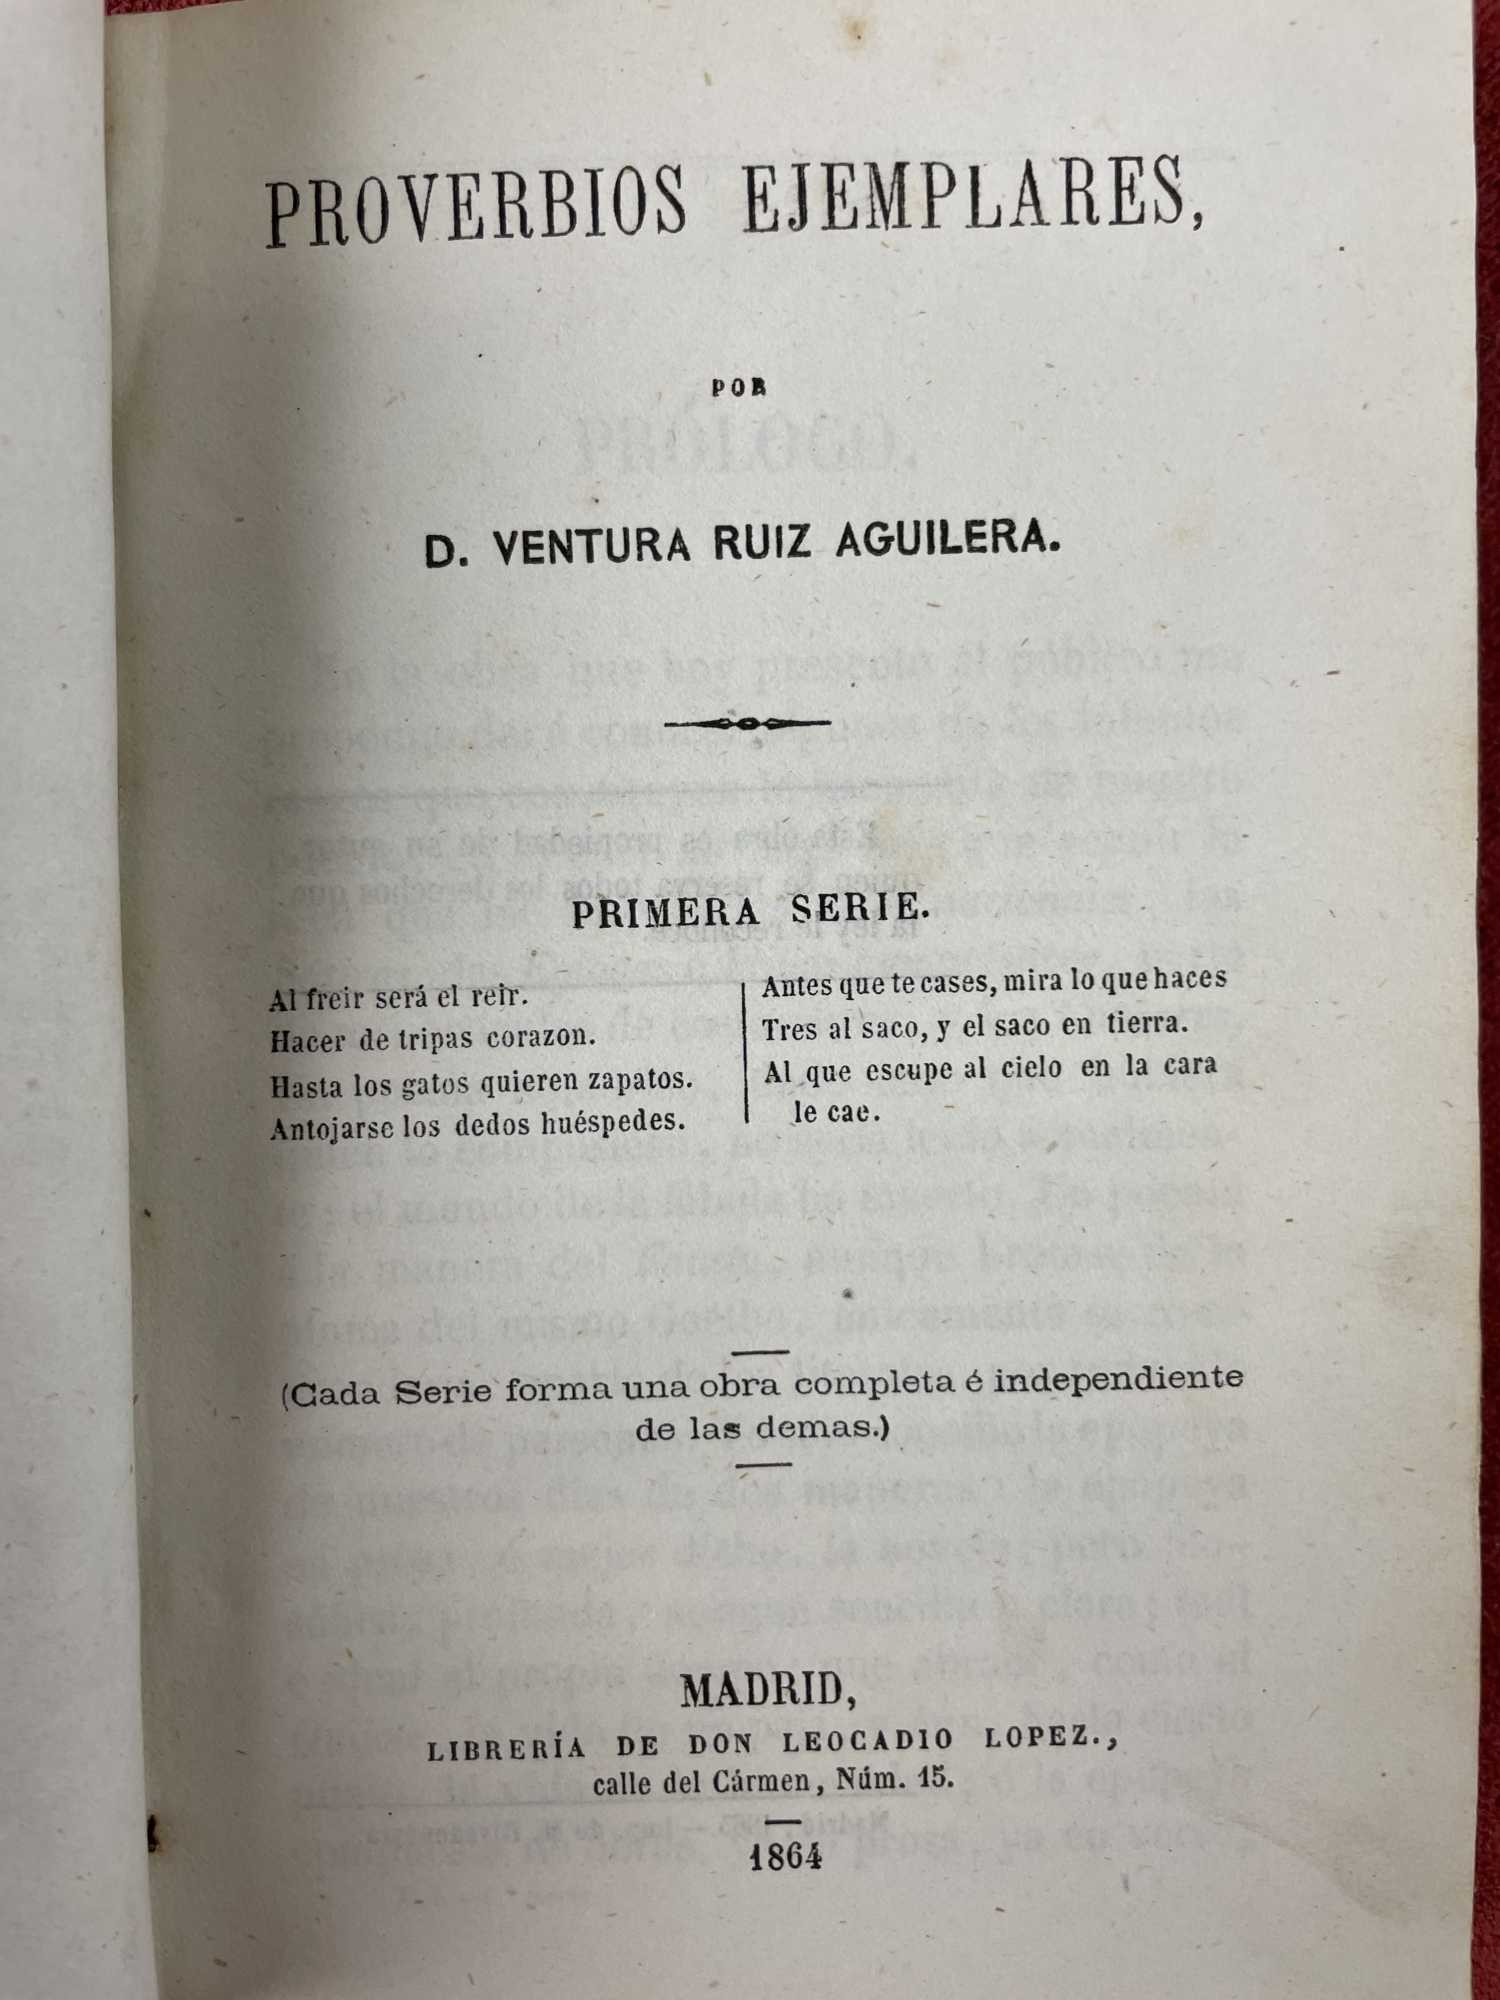 PROVERBIOS EJEMPLARES,
POR
D. VENTURA RUIZ AGUILERA.
PRIMERA SERIE.
Al freir será el reir.
Hacer de tripas corazon.
Hasta los gatos quieren zapatos.
Antojarse los dedos huéspedes.
Antes que te cases, mira lo que haces
Tres al saco, y el saco en tierra.
Al que escupe al cielo en la cara
le cae.
(Cada Serie forma una obra completa é independiente
de las demas.)
MADRID,
LIBRERÍA DE DON LEOCADIO LOPEZ.,
calle del Cármen, Núm. 15.
1864